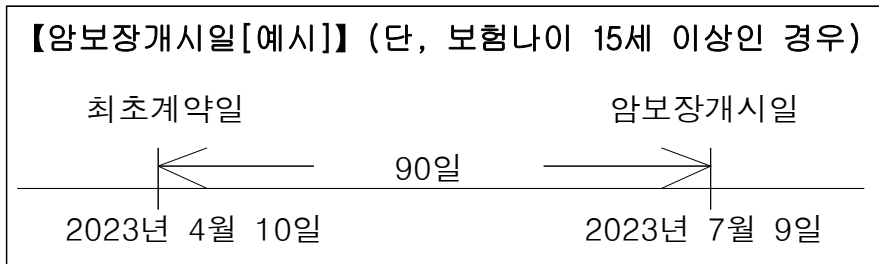 【암보장개시일[예시]】(단, 보험나이 15세 이상인 경우)
최초계약일 암보장개시일
90일
2023년 4월 10일 2023년 7월 9일